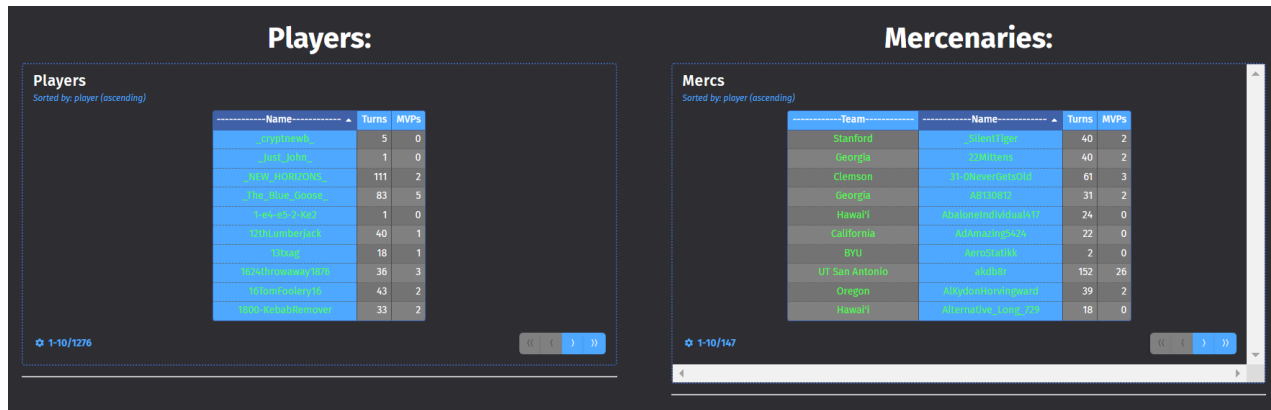 Players:
Players
Sorted by: player (ascending)
------------Name------------ Turns MVPs
_cryptnewb_ 5 0
_Just_John_ 1 0
_NEW_HORIZONS_ 111 2
_The_Blue_Goose_ 83 5
1-e4-e5-2-Ke2 1 0
12thLumberjack 40 1
13txag 18 1
1624throwaway1876 36 3
16TomFoolery16 43 2
1800-KebabRemover 33 2
1-10/1276
Mercenaries:
Mercs
Sorted by: player (ascending)
------------Team------------ ------------Name------------ Turns MVPs
Stanford _SilentTiger 40 2
Georgia 22Mittens 40 2
Clemson 31-0NeverGetsOld 61 3
Georgia AB130812 31 2
Hawai'i AbaloneIndividual417 24 0
California AdAmazing5424 22 0
BYU AeroStatikk 2 0
UT San Antonio akdb8r 152 26
Oregon AlKydonHorvingward 39 2
Hawai'i Alternative_Long_729 18 0
1-10/147